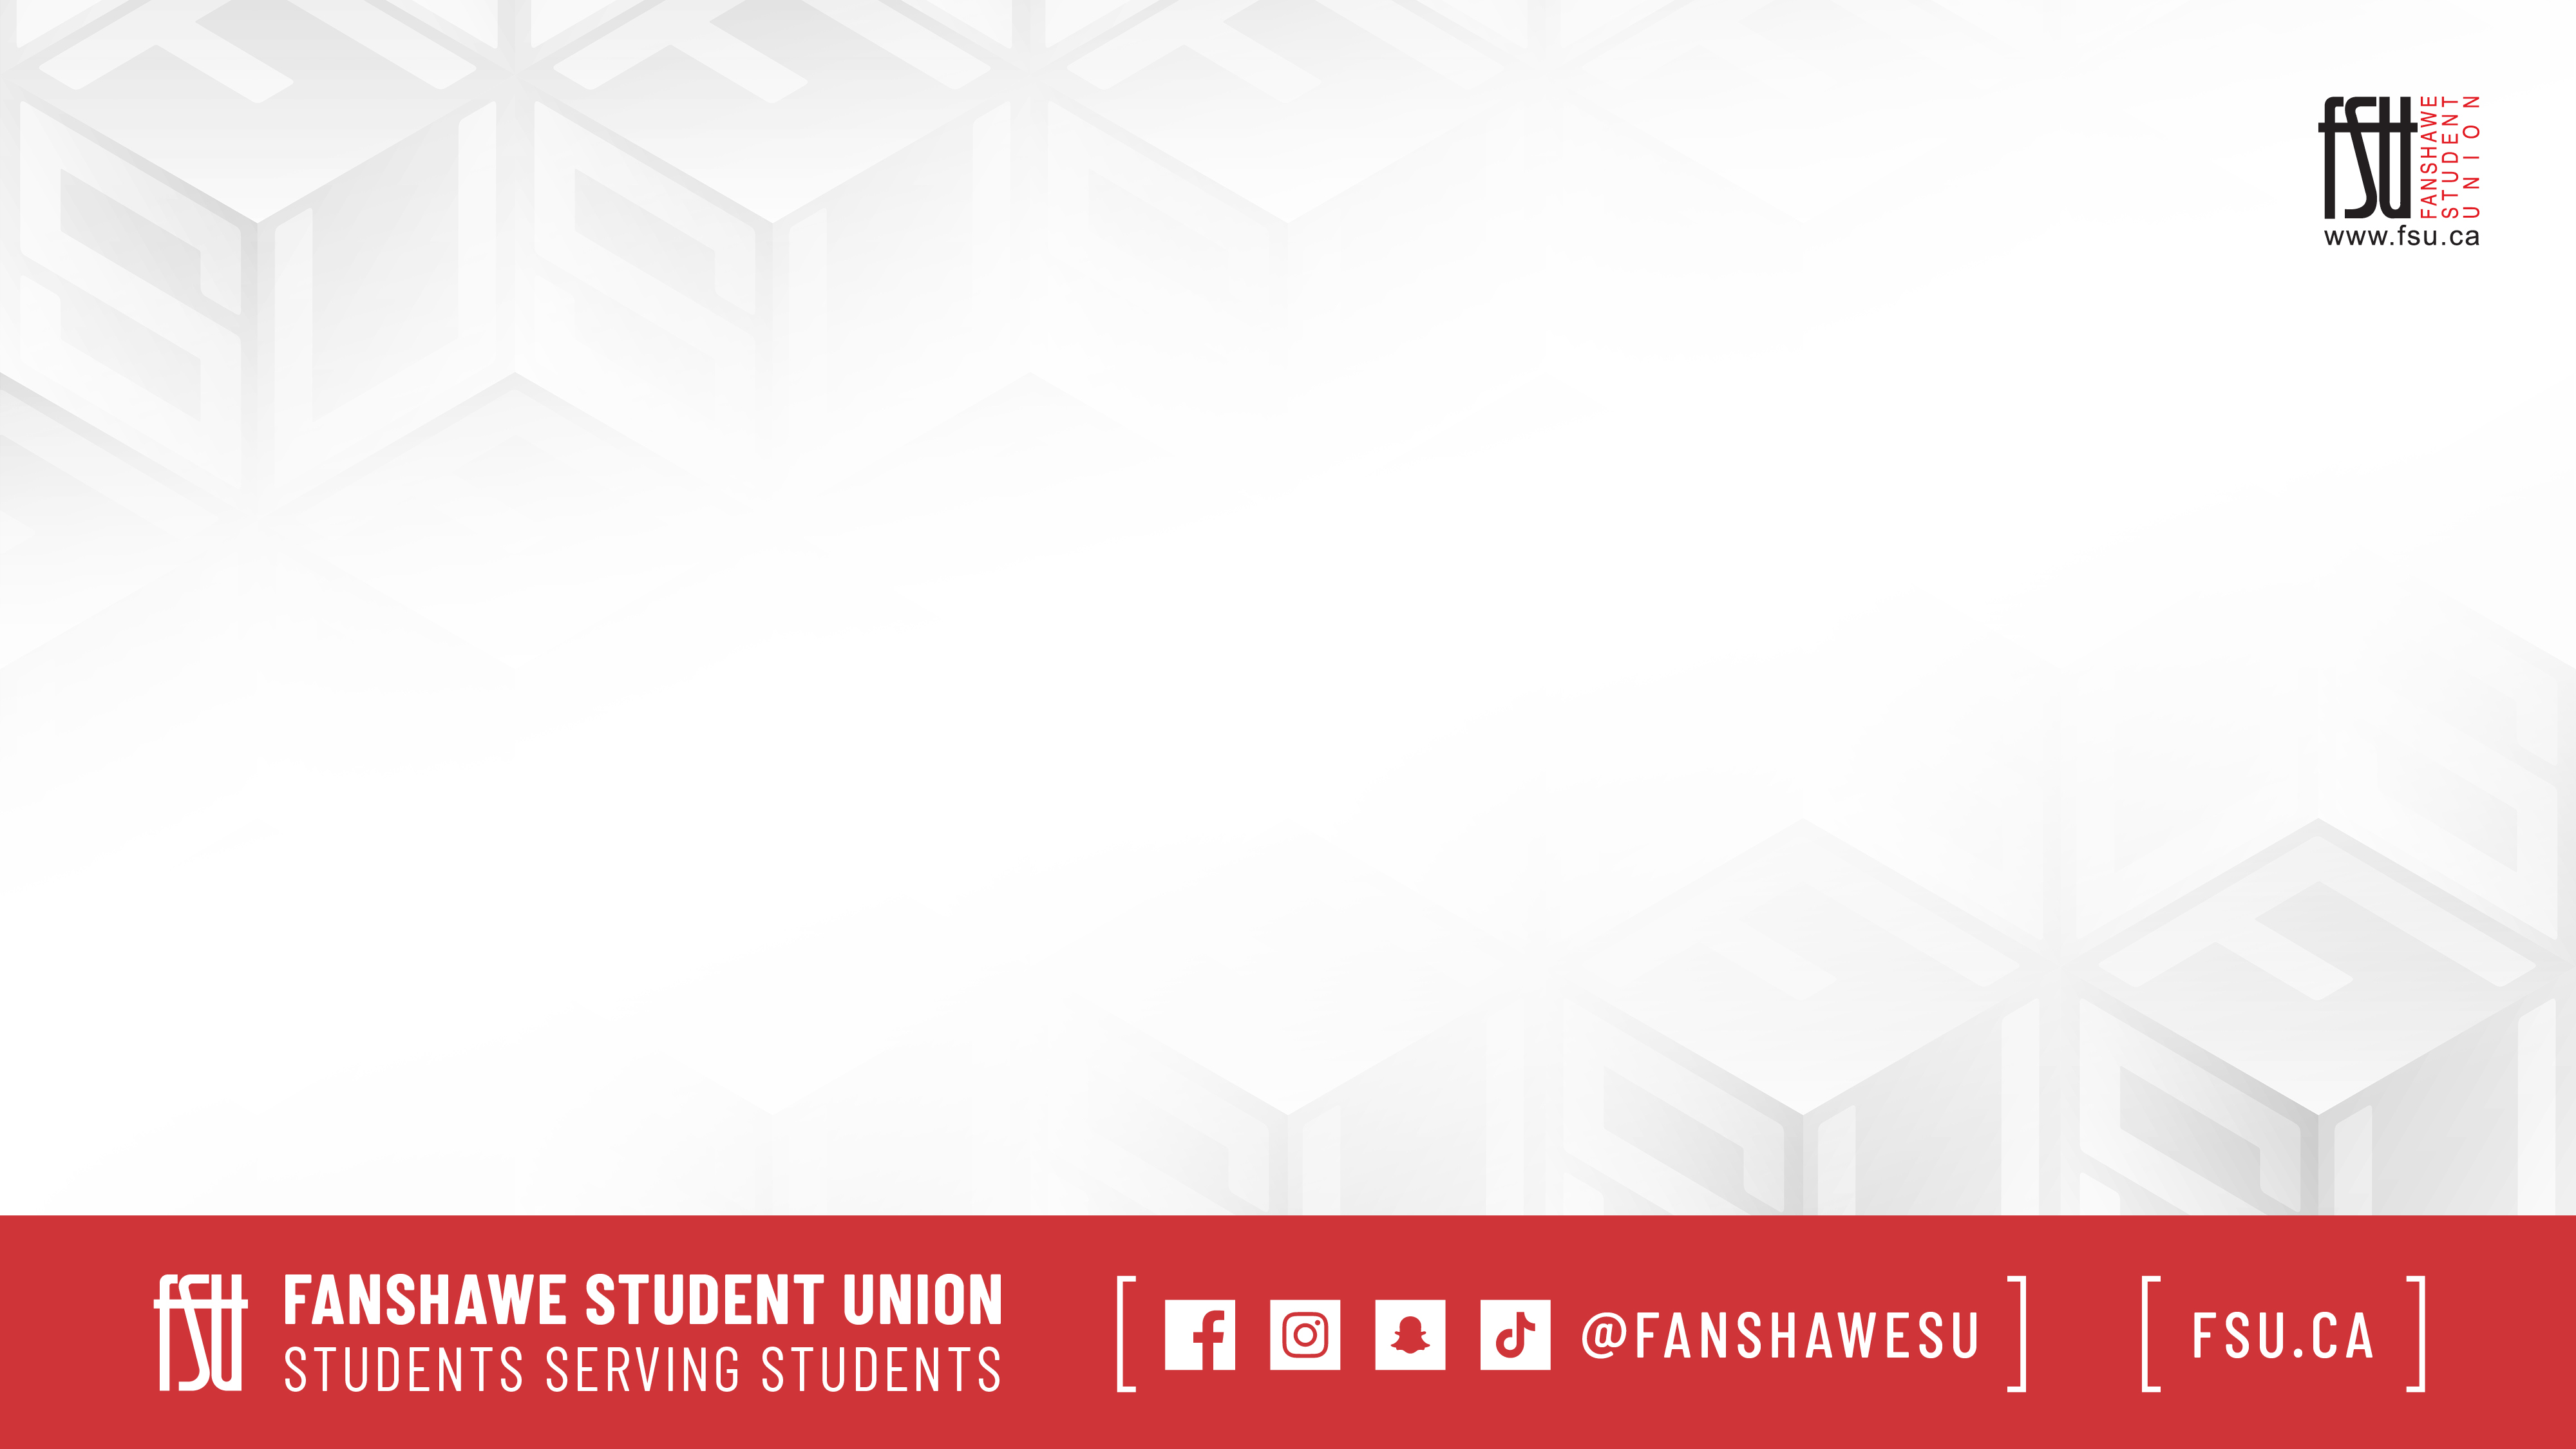 fsu
FANSHAWE
STUDENT
UNION
www.fsu.ca
fsu
FANSHAWE STUDENT UNION
STUDENTS SERVING STUDENTS
[ @FANSHAWESU ]
[ FSU.CA ]